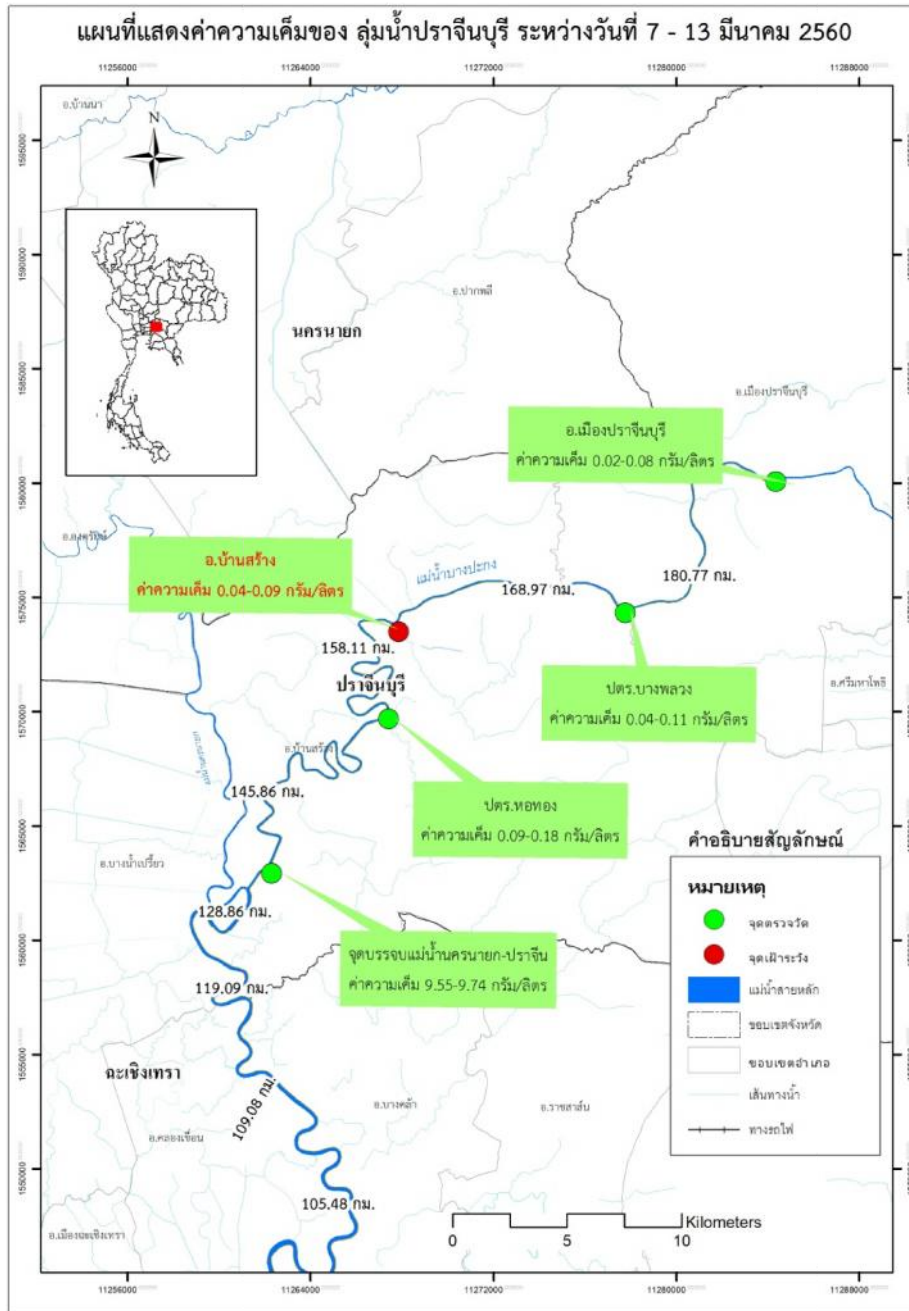 แผนที่แสดงค่าความเค็มของ ลุ่มน้ำปราจีนบุรี ระหว่างวันที่ 7 - 13 มีนาคม 2560
11256000 11264000 11272000 11280000 11288000
อ.บ้านนา
N
1585000
1590000
1585000
1580000
1575000
1570000
1565000
1560000
1555000
1550000
อ.ปากพลี
นครนายก
อ.เมืองปราจีนบุรี
อ.เมืองปราจีนบุรี
ค่าความเค็ม 0.02-0.08 กรัม/ลิตร
อ.องครักษ์
อ.บ้านสร้าง
ค่าความเค็ม 0.04-0.09 กรัม/ลิตร
แม่น้ำบางปะกง
168.97 กม.
180.77 กม.
158.11 กม.
ปราจีนบุรี
ปตร.บางพลวง
ค่าความเค็ม 0.04-0.11 กรัม/ลิตร
อ.ศรีมหาโพธิ
อ.บ้านสร้าง
145.86 กม.
ปตร.หอทอง
ค่าความเค็ม 0.09-0.18 กรัม/ลิตร
อ.บางน้ำเปรี้ยว
128.86 กม.
จุดบรรจบแม่น้ำนครนายก-ปราจีน
ค่าความเค็ม 9.55-9.74 กรัม/ลิตร
119.09 กม.
ฉะเชิงเทรา
109.08 กม.
อ.บางคล้า
อ.ราชสาส์น
อ.คลองเขื่อน
105.48 กม.
อ.เมืองฉะเชิงเทรา
คำอธิบายสัญลักษณ์
หมายเหตุ
จุดตรวจวัด
จุดเฝ้าระวัง
แม่น้ำสายหลัก
ขอบเขตจังหวัด
ขอบเขตอำเภอ
เส้นทางน้ำ
ทางรถไฟ
Kilometers
0 5 10
11256000 11264000 11272000 11280000 11288000